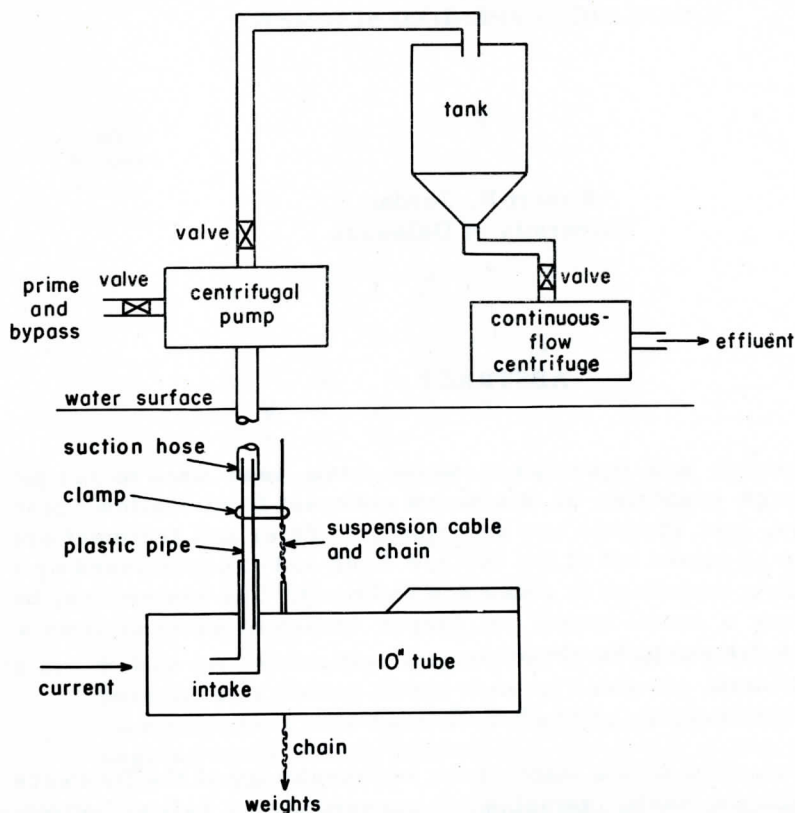 tank
valve
valve
prime
and
bypass
centrifugal
pump
valve
continuous-
flow
centrifuge
effluent
water surface
suction hose
clamp
suspension cable
and chain
plastic pipe
10" tube
current
intake
chain
weights